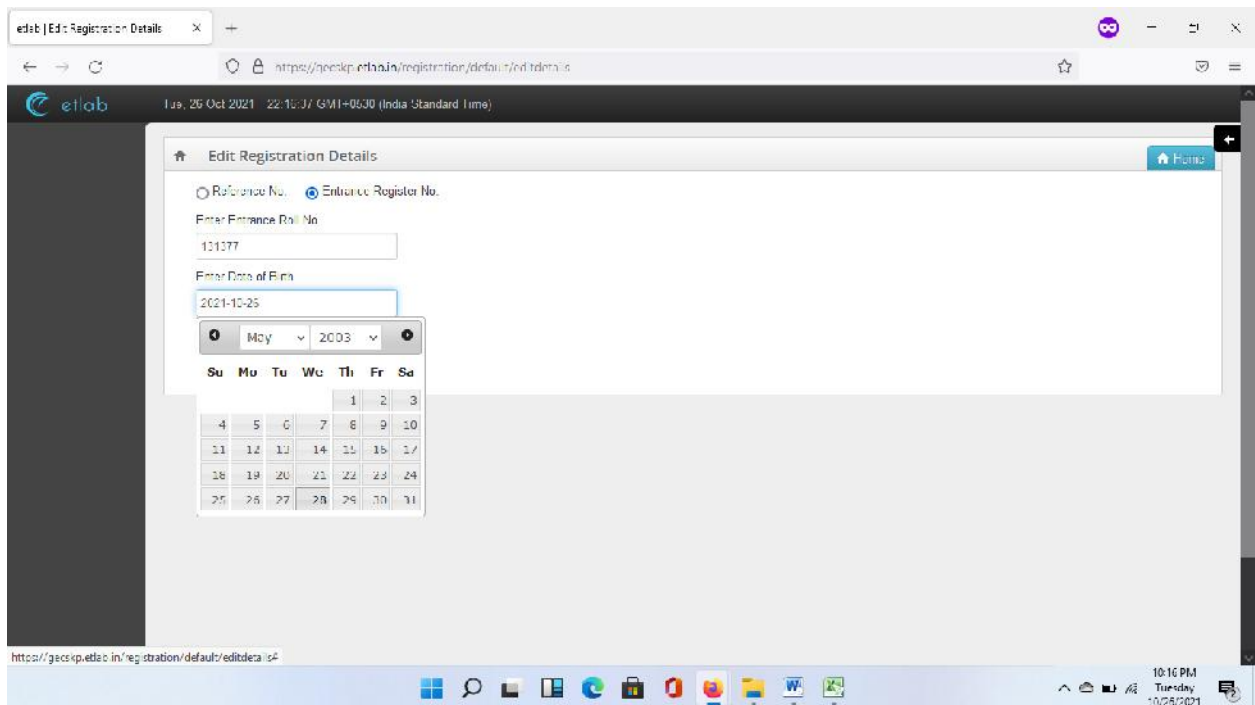 etlab | Edit Registration Details
https://gecskp.etlab.in/registration/default/editdetails
etlab
Tue, 26 Oct 2021 22:16:37 GMT+0530 (India Standard Time)
Edit Registration Details
Home
Reference No. Entrance Register No.
Enter Entrance Roll No
131377
Enter Date of Birth
2021-10-26
May 2003
Su Mo Tu We Th Fr Sa
1 2 3
4 5 6 7 8 9 10
11 12 13 14 15 16 17
18 19 20 21 22 23 24
25 26 27 28 29 30 31
https://gecskp.etlab.in/registration/default/editdetails#
10:16 PM
Tuesday
10/26/2021